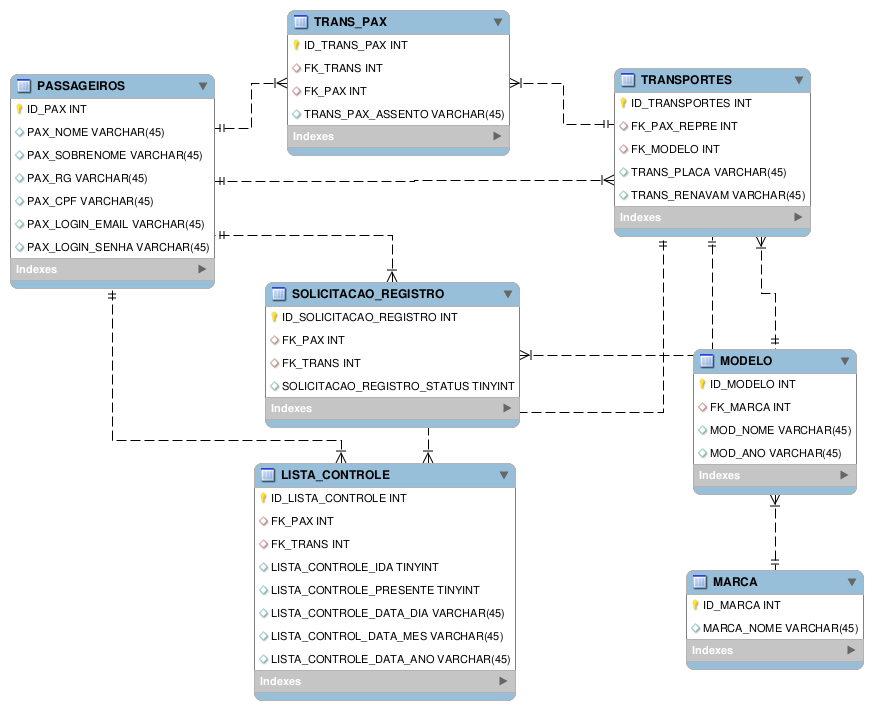 TRANS_PAX
ID_TRANS_PAX INT
FK_TRANS INT
FK_PAX INT
TRANS_PAX_ASSENTO VARCHAR(45)
Indexes
PASSAGEIROS
ID_PAX INT
PAX_NOME VARCHAR(45)
PAX_SOBRENOME VARCHAR(45)
PAX_RG VARCHAR(45)
PAX_CPF VARCHAR(45)
PAX_LOGIN_EMAIL VARCHAR(45)
PAX_LOGIN_SENHA VARCHAR(45)
Indexes
TRANSPORTES
ID_TRANSPORTES INT
FK_PAX_REPRE INT
FK_MODELO INT
TRANS_PLACA VARCHAR(45)
TRANS_RENAVAM VARCHAR(45)
Indexes
SOLICITACAO_REGISTRO
ID_SOLICITACAO_REGISTRO INT
FK_PAX INT
FK_TRANS INT
SOLICITACAO_REGISTRO_STATUS TINYINT
Indexes
MODELO
ID_MODELO INT
FK_MARCA INT
MOD_NOME VARCHAR(45)
MOD_ANO VARCHAR(45)
Indexes
LISTA_CONTROLE
ID_LISTA_CONTROLE INT
FK_PAX INT
FK_TRANS INT
LISTA_CONTROLE_IDA TINYINT
LISTA_CONTROLE_PRESENTE TINYINT
LISTA_CONTROLE_DATA_DIA VARCHAR(45)
LISTA_CONTROL_DATA_MES VARCHAR(45)
LISTA_CONTROLE_DATA_ANO VARCHAR(45)
Indexes
MARCA
ID_MARCA INT
MARCA_NOME VARCHAR(45)
Indexes